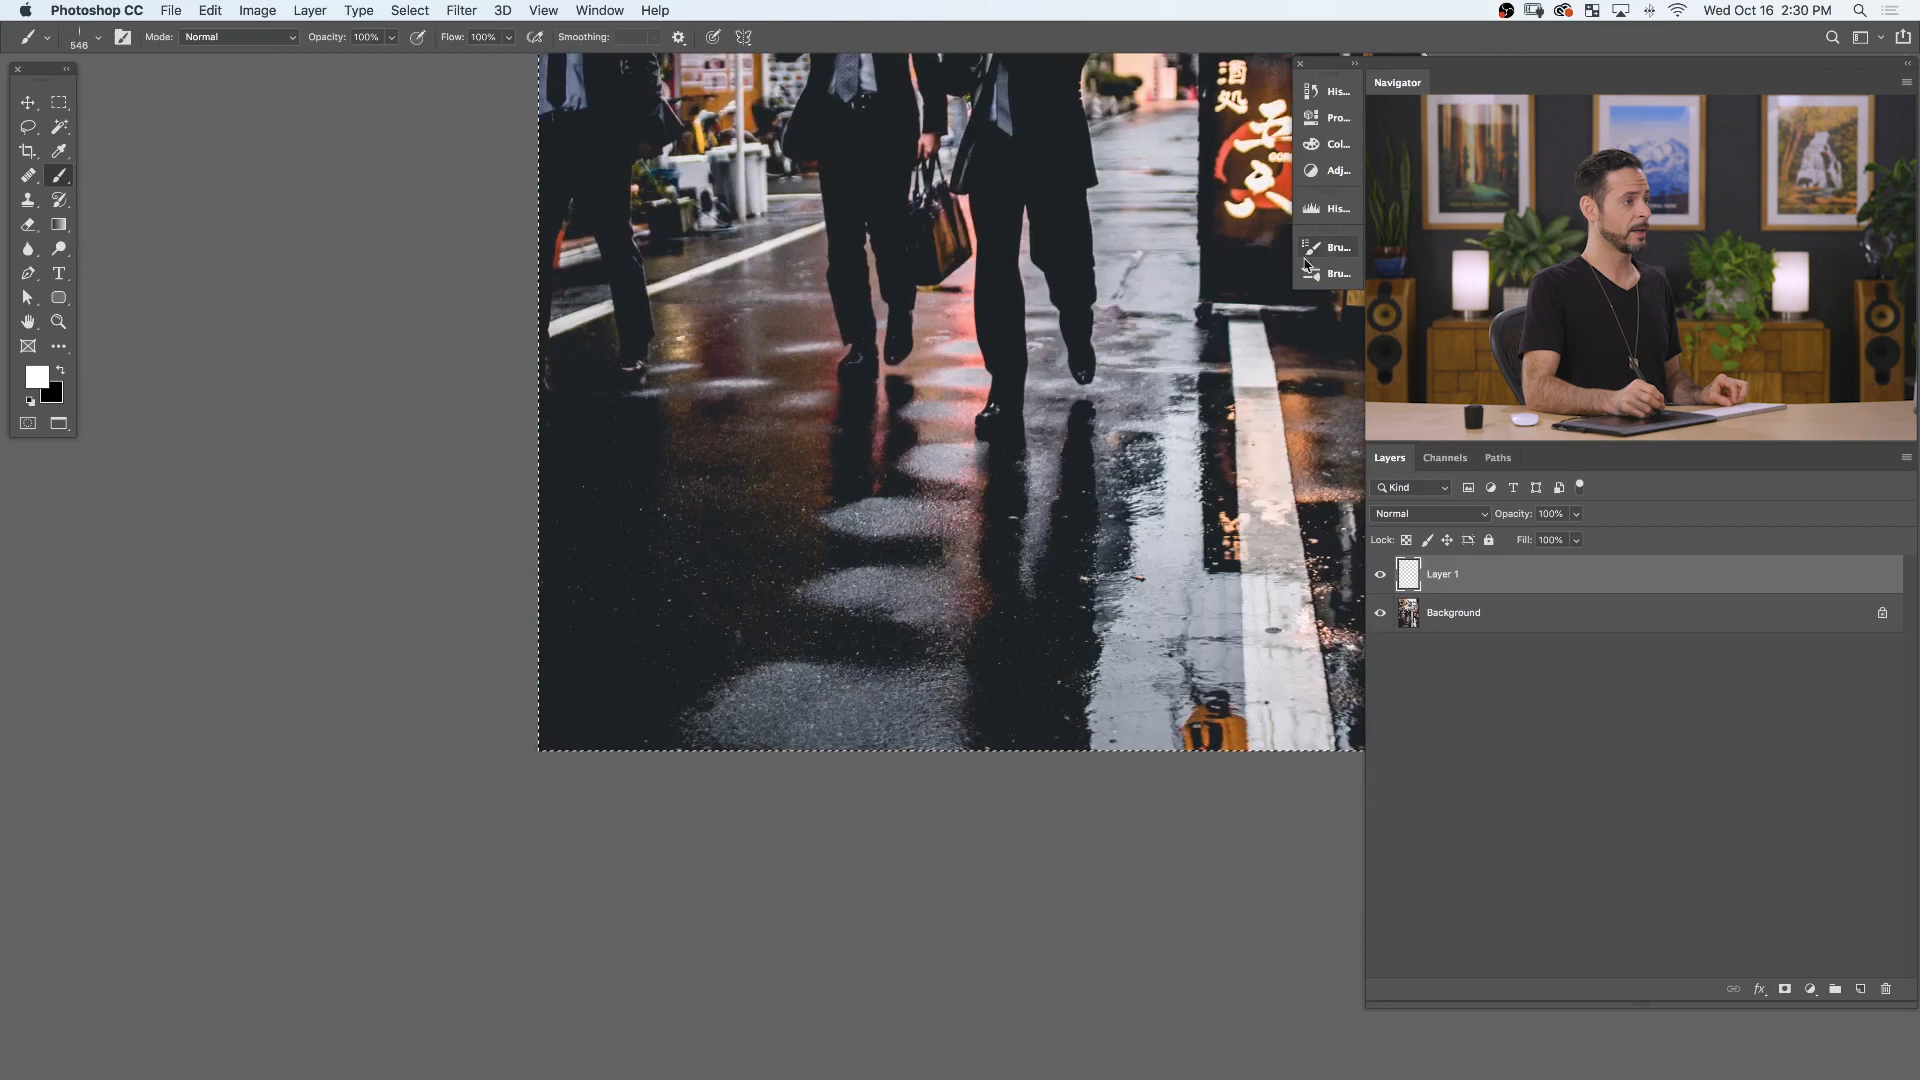 Photoshop CC File Edit Image Layer Type Select Filter 3D View Window Help
Wed Oct 16 2:30 PM
546
Mode: Normal Opacity: 100% Flow: 100% Smoothing:
His...
Pro...
Col...
Adj...
His...
Bru...
Bru...
酒
処
五
Navigator
Layers Channels Paths
Kind
Normal Opacity: 100%
Lock: Fill: 100%
Layer 1
Background
fx